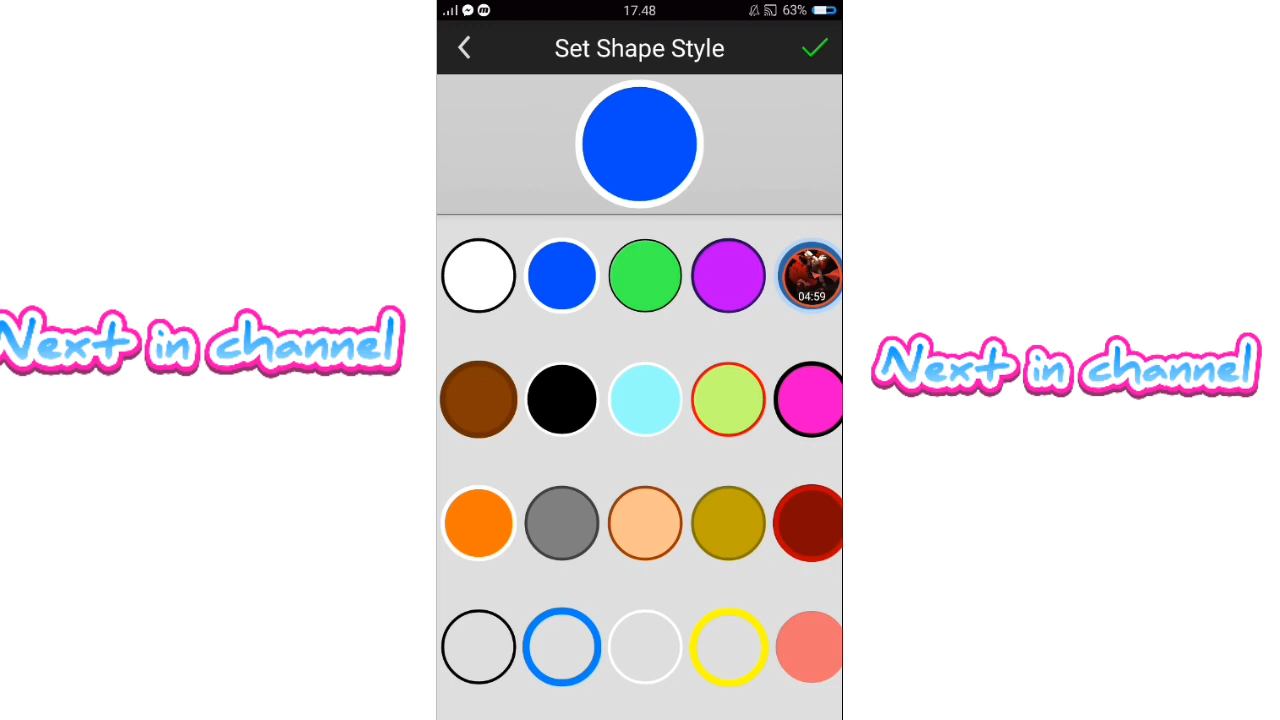 17.48
63%
Set Shape Style
04:59
Next in channel
Next in channel